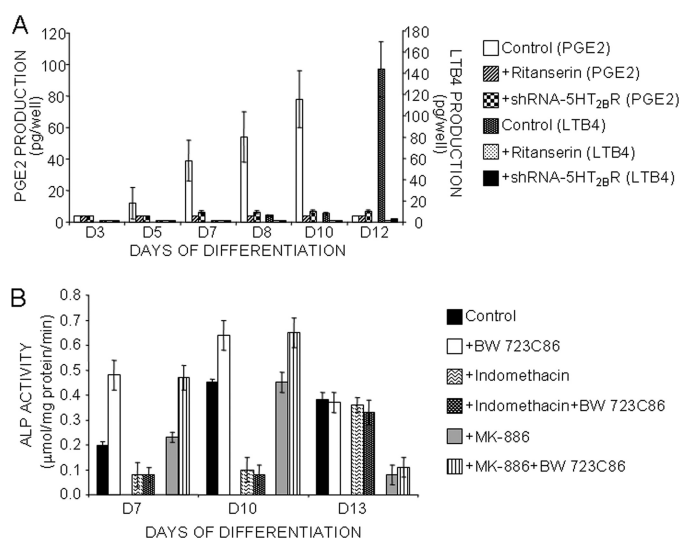 A
PGE2 PRODUCTION
(pg/well)
120
100
80
60
40
20
0
180
160
140
120
100
80
60
40
20
0
LTB4 PRODUCTION
(pg/well)
D3 D5 D7 D8 D10 D12
DAYS OF DIFFERENTIATION
Control (PGE2)
+Ritanserin (PGE2)
+shRNA-5HT2BR (PGE2)
Control (LTB4)
+Ritanserin (LTB4)
+shRNA-5HT2BR (LTB4)
B
ALP ACTIVITY
(µmol/mg protein/min)
0.8
0.7
0.6
0.5
0.4
0.3
0.2
0.1
0.0
D7 D10 D13
DAYS OF DIFFERENTIATION
Control
+BW 723C86
+Indomethacin
+Indomethacin+BW 723C86
+MK-886
+MK-886+BW 723C86